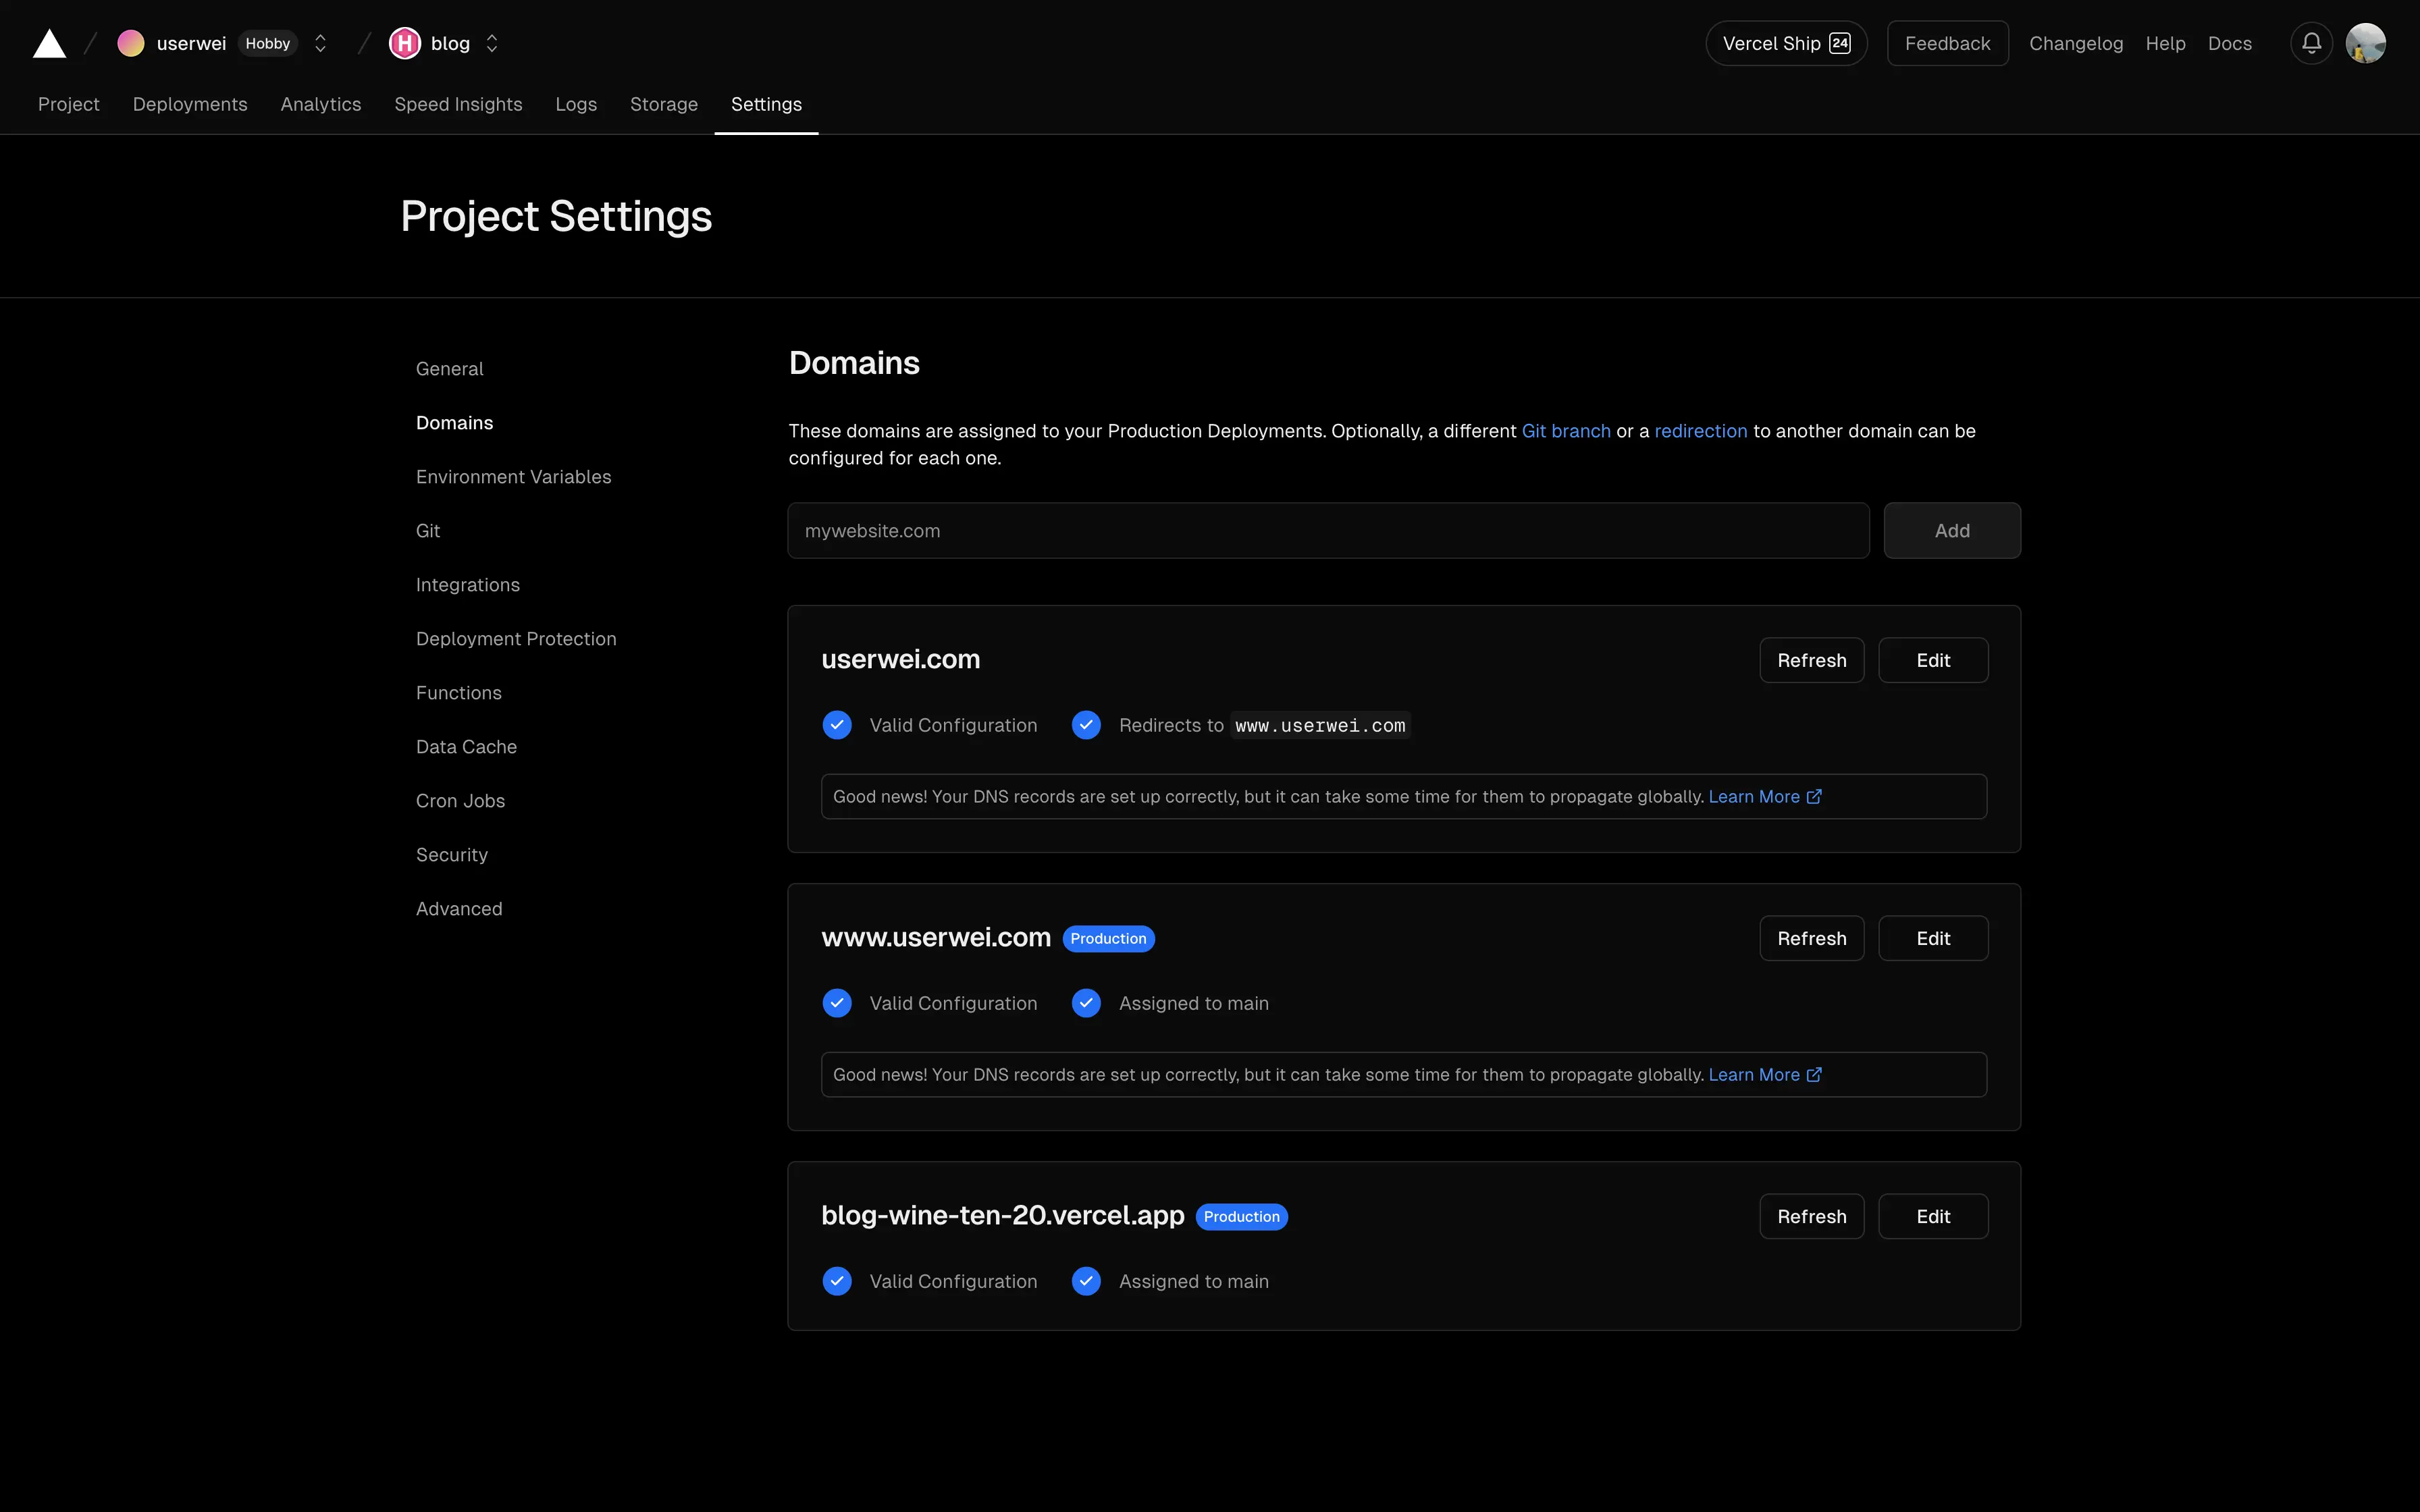 userwei Hobby blog Vercel Ship 24 Feedback Changelog Help Docs
Project Deployments Analytics Speed Insights Logs Storage Settings
Project Settings
General
Domains
Environment Variables
Git
Integrations
Deployment Protection
Functions
Data Cache
Cron Jobs
Security
Advanced
Domains
These domains are assigned to your Production Deployments. Optionally, a different Git branch or a redirection to another domain can be
configured for each one.
mywebsite.com Add
userwei.com Refresh Edit
Valid Configuration Redirects to www.userwei.com
Good news! Your DNS records are set up correctly, but it can take some time for them to propagate globally. Learn More
www.userwei.com Production Refresh Edit
Valid Configuration Assigned to main
Good news! Your DNS records are set up correctly, but it can take some time for them to propagate globally. Learn More
blog-wine-ten-20.vercel.app Production Refresh Edit
Valid Configuration Assigned to main